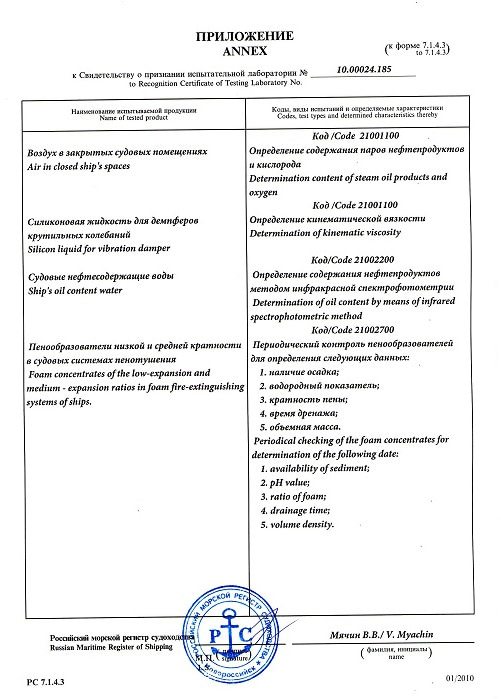 ПРИЛОЖЕНИЕ
ANNEX
(к форме 7.1.4.3)
to 7.1.4.3)
к Свидетельству о признании испытательной лаборатории № 10.00024.185
to Recognition Certificate of Testing Laboratory No.
Наименование испытываемой продукции
Name of tested product
Коды, виды испытаний и определяемые характеристики
Codes, test types and determined characteristics thereby
Код /Code 21001100
Воздух в закрытых судовых помещениях
Air in closed ship's spaces
Определение содержания паров нефтепродуктов
и кислорода
Determination content of steam oil products and
oxygen
Код /Code 21001100
Силиконовая жидкость для демпферов
крутильных колебаний
Silicon liquid for vibration damper
Определение кинематической вязкости
Determination of kinematic viscosity
Код/Code 21002200
Судовые нефтесодержащие воды
Ship's oil content water
Определение содержания нефтепродуктов
методом инфракрасной спектрофотометрии
Determination of oil content by means of infrared
spectrophotometric method
Код/Code 21002700
Пенообразователи низкой и средней кратности
в судовых системах пенотушения
Foam concentrates of the low-expansion and
medium - expansion ratios in foam fire-extinguishing
systems of ships.
Периодический контроль пенообразователей
для определения следующих данных:
1. наличие осадка;
2. водородный показатель;
3. кратность пены;
4. время дренажа;
5. объемная масса.
Periodical checking of the foam concentrates for
determination of the following date:
1. availability of sediment;
2. pH value;
3. ratio of foam;
4. drainage time;
5. volume density.
РОССИЙСКИЙ МОРСКОЙ РЕГИСТР СУДОХОДСТВА
Р С
Новороссийск
Российский морской регистр судоходства
Russian Maritime Register of Shipping
М.П.
signature
Мячин В.В./ V. Myachin
(фамилия, инициалы)
name
РС 7.1.4.3
01/2010